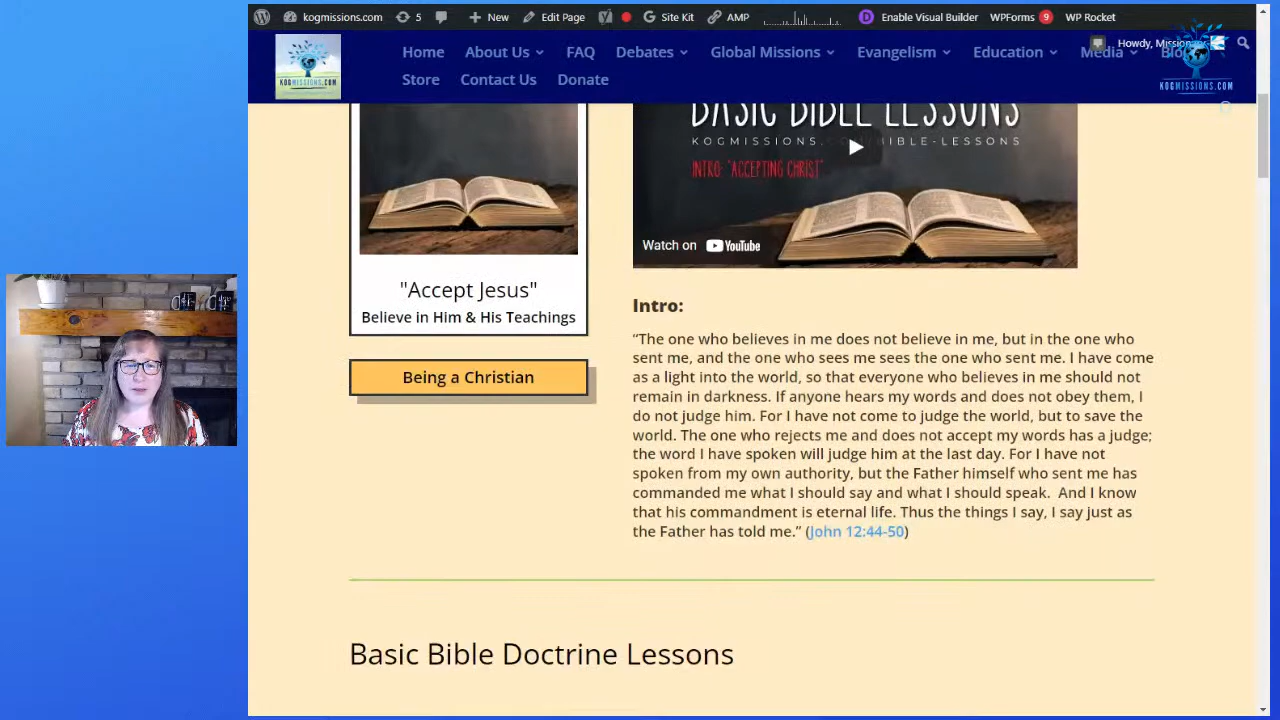 kogmissions.com 5 New Edit Page Site Kit AMP Enable Visual Builder WPForms 9 WP Rocket
Howdy, Missionary
Home About Us FAQ Debates Global Missions Evangelism Education Media
Store Contact Us Donate
KOGMISSIONS.COM
KOGMISSIONS.COM
BASIC BIBLE LESSONS
KOGMISSIONS.COM/BIBLE-LESSONS
INTRO: "ACCEPTING CHRIST"
Watch on YouTube
"Accept Jesus"
Believe in Him & His Teachings
Being a Christian
Intro:
“The one who believes in me does not believe in me, but in the one who
sent me, and the one who sees me sees the one who sent me. I have come
as a light into the world, so that everyone who believes in me should not
remain in darkness. If anyone hears my words and does not obey them, I
do not judge him. For I have not come to judge the world, but to save the
world. The one who rejects me and does not accept my words has a judge;
the word I have spoken will judge him at the last day. For I have not
spoken from my own authority, but the Father himself who sent me has
commanded me what I should say and what I should speak. And I know
that his commandment is eternal life. Thus the things I say, I say just as
the Father has told me.” (John 12:44-50)
Basic Bible Doctrine Lessons